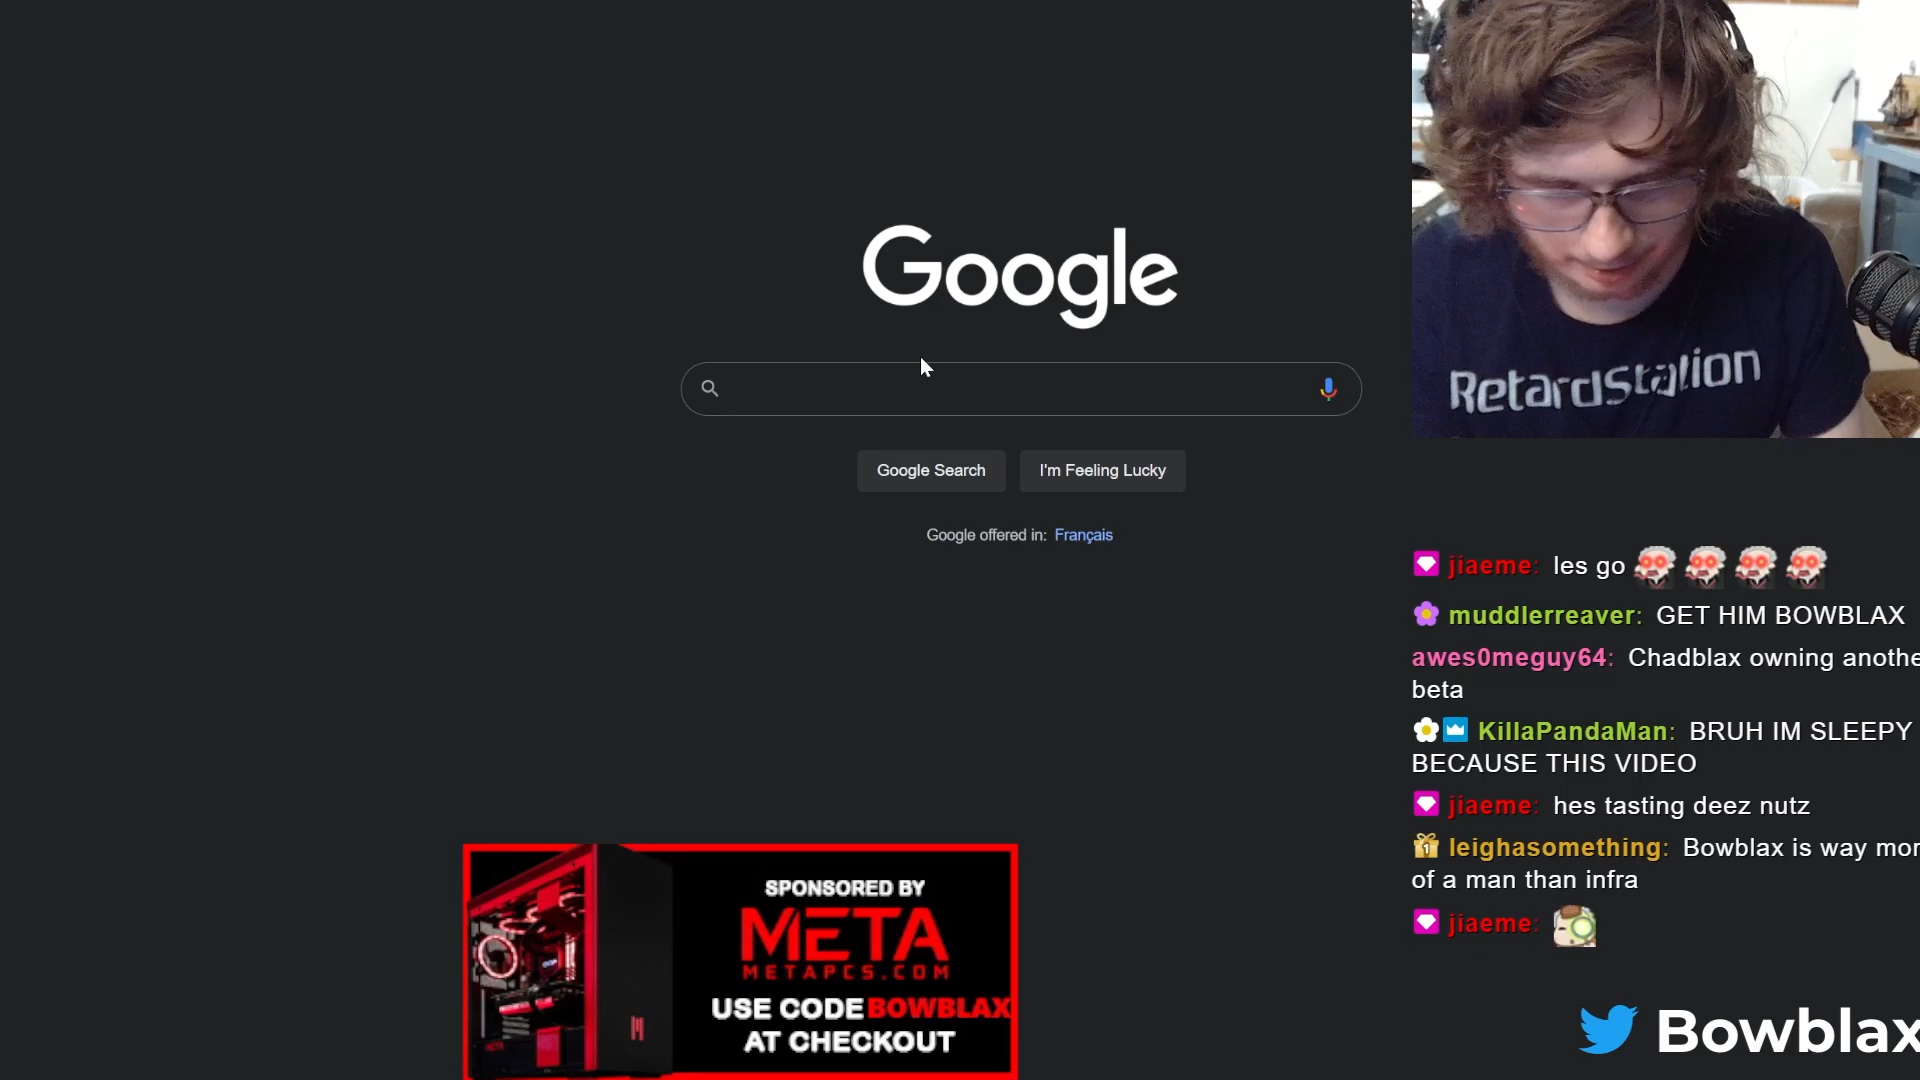 Google
Google Search
I'm Feeling Lucky
Google offered in: Français
RetardStation
jiaeme: les go
muddlerreaver: GET HIM BOWBLAX
awes0meguy64: Chadblax owning anothe
beta
KillaPandaMan: BRUH IM SLEEPY
BECAUSE THIS VIDEO
jiaeme: hes tasting deez nutz
leighasomething: Bowblax is way mor
of a man than infra
jiaeme:
SPONSORED BY
META
METAPCS.COM
USE CODE BOWBLAX
AT CHECKOUT
Bowblax